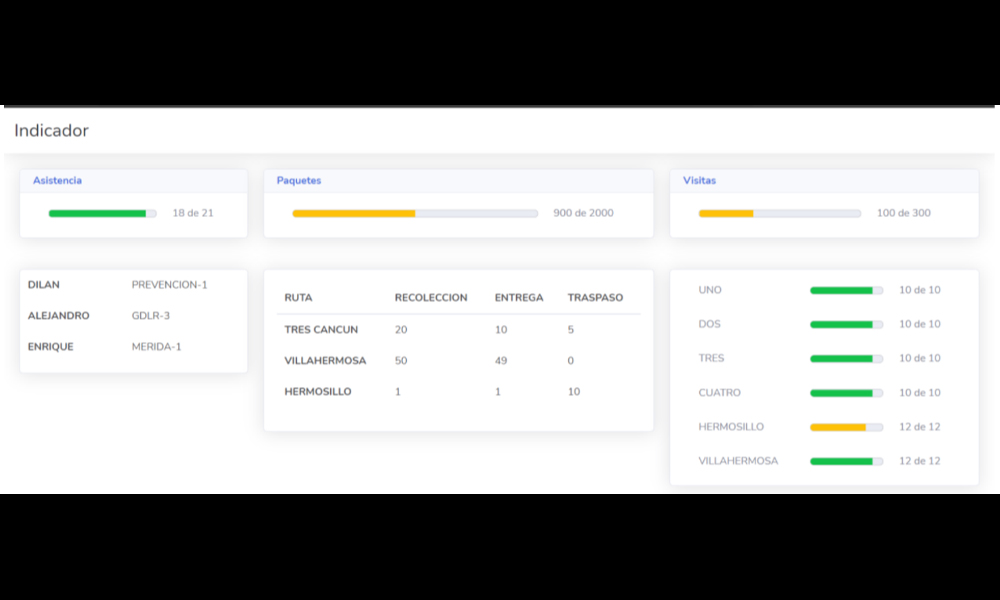 Indicador
Asistencia
18 de 21
Paquetes
900 de 2000
Visitas
100 de 300
DILAN PREVENCION-1
ALEJANDRO GDLR-3
ENRIQUE MERIDA-1
RUTA RECOLECCION ENTREGA TRASPASO
TRES CANCUN 20 10 5
VILLAHERMOSA 50 49 0
HERMOSILLO 1 1 10
UNO 10 de 10
DOS 10 de 10
TRES 10 de 10
CUATRO 10 de 10
HERMOSILLO 12 de 12
VILLAHERMOSA 12 de 12